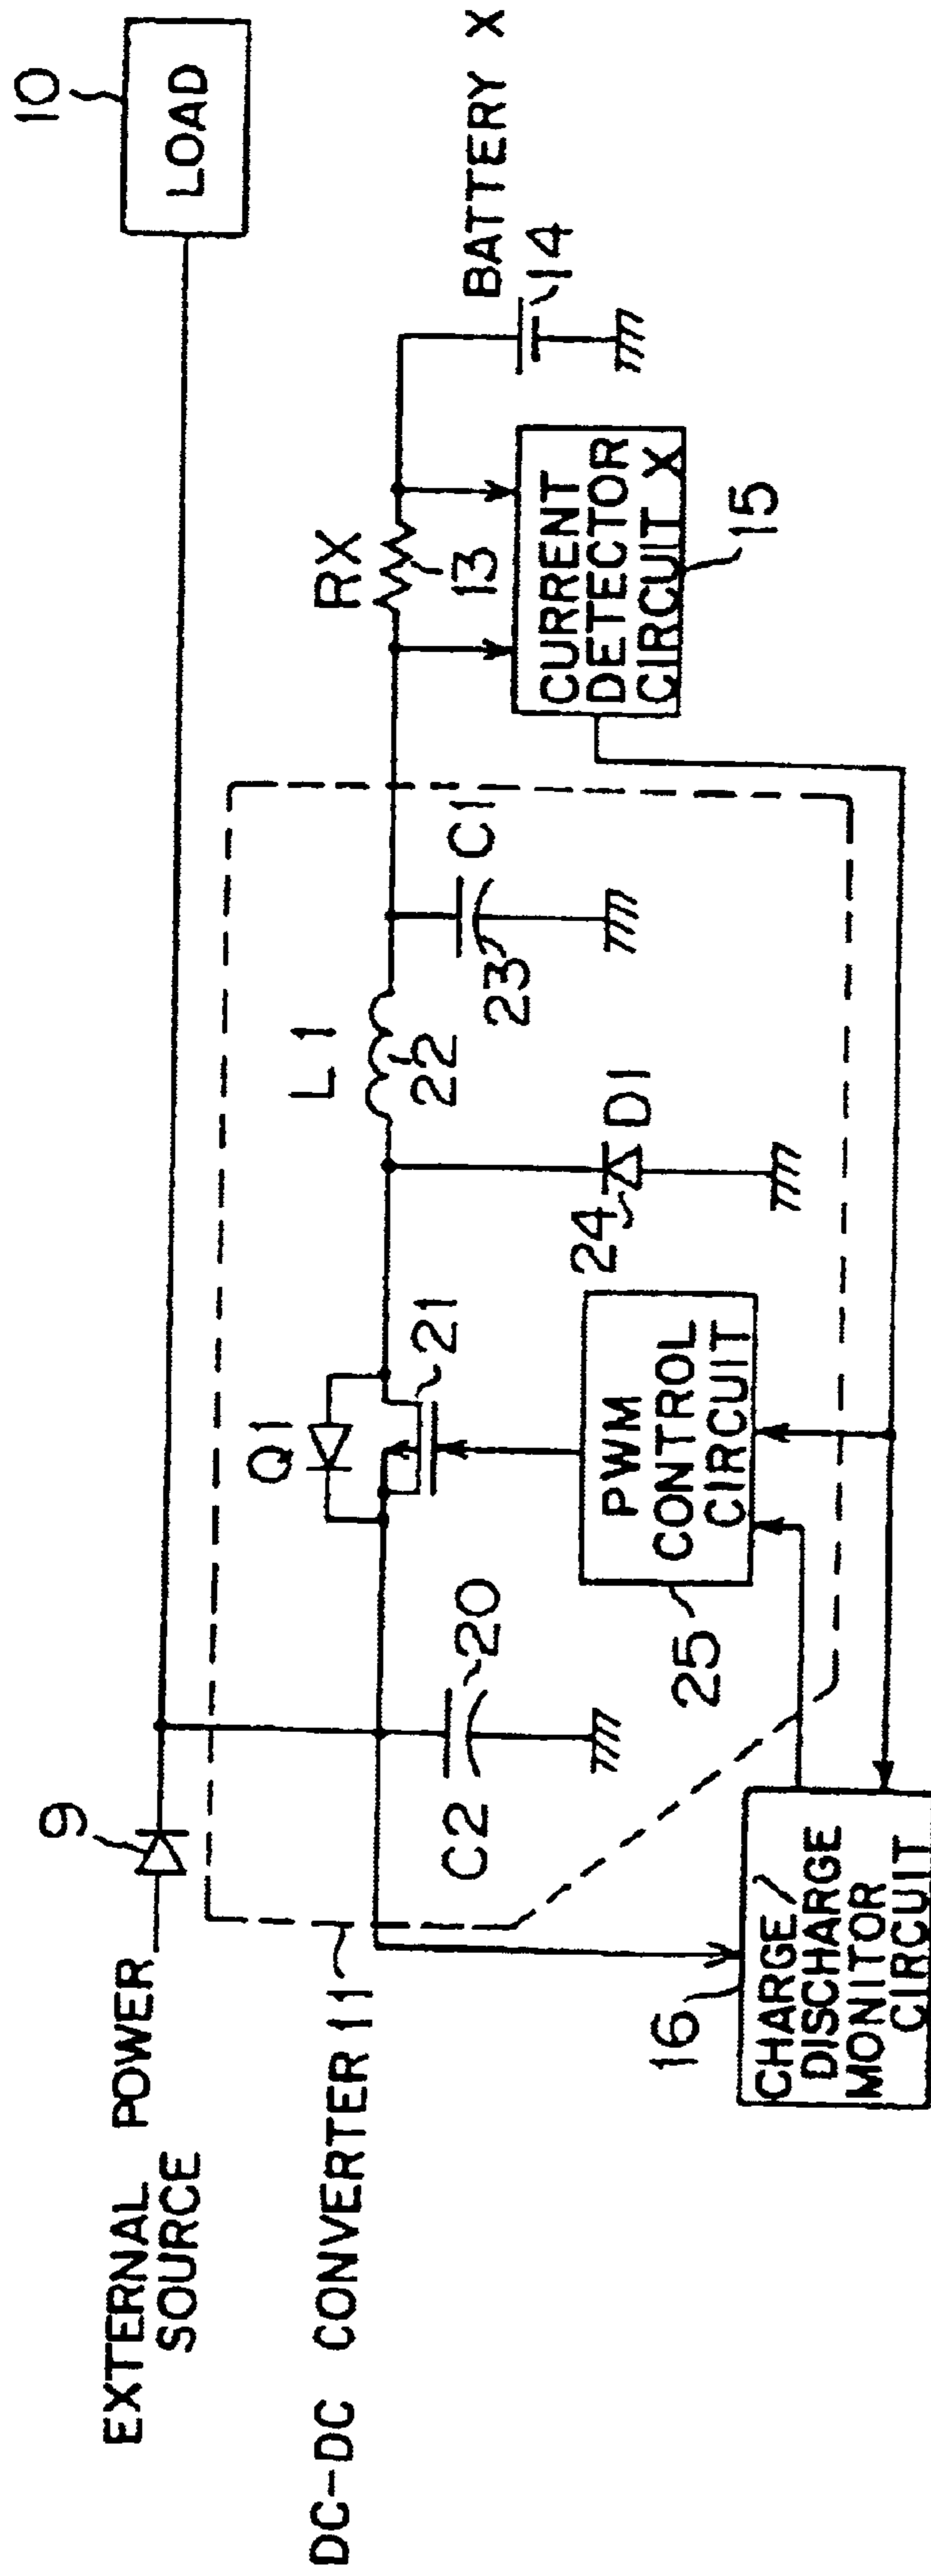 EXTERNAL POWER
SOURCE
9
10
LOAD
DC-DC CONVERTER 11
C2
20
Q1
21
L1
22
C1
23
24
D1
RX
13
BATTERY X
14
PWM
CONTROL
CIRCUIT
25
CURRENT
DETECTOR
CIRCUIT X
15
16
CHARGE/
DISCHARGE
MONITOR
CIRCUIT